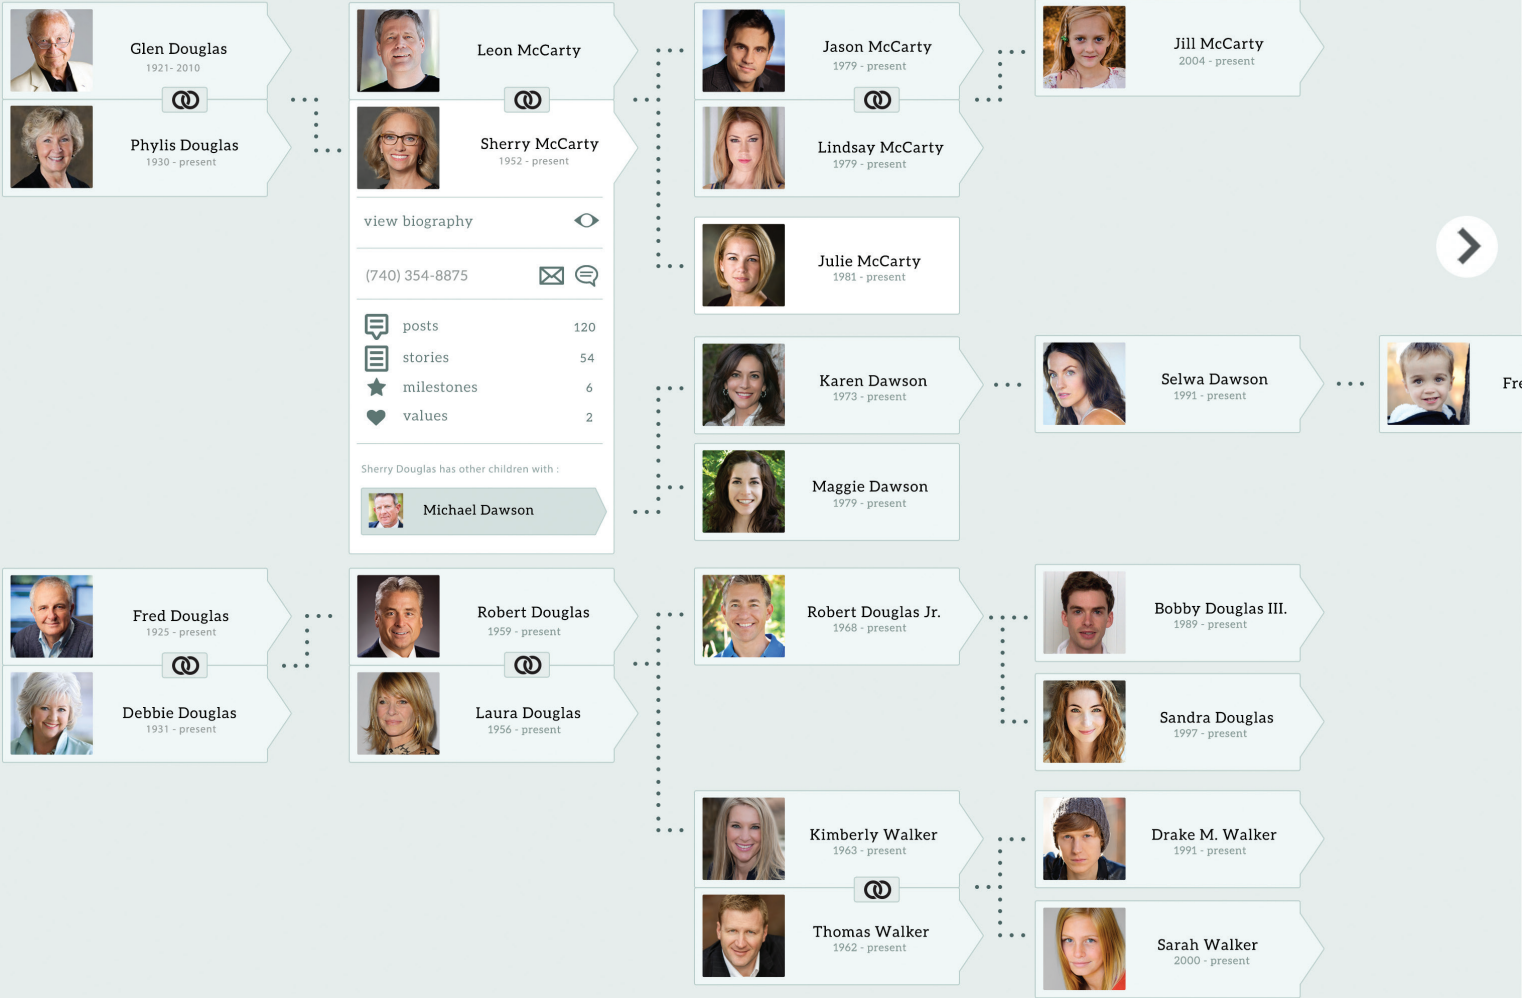 Glen Douglas
1921- 2010
Phylis Douglas
1930 - present
Leon McCarty
Sherry McCarty
1952 - present
view biography
(740) 354-8875
posts 120
stories 54
milestones 6
values 2
Sherry Douglas has other children with :
Michael Dawson
Jason McCarty
1979 - present
Lindsay McCarty
1979 - present
Julie McCarty
1981 - present
Jill McCarty
2004 - present
Karen Dawson
1973 - present
Maggie Dawson
1979 - present
Selwa Dawson
1991 - present
Fre
Fred Douglas
1925 - present
Debbie Douglas
1931 - present
Robert Douglas
1959 - present
Laura Douglas
1956 - present
Robert Douglas Jr.
1968 - present
Bobby Douglas III.
1989 - present
Sandra Douglas
1997 - present
Kimberly Walker
1963 - present
Thomas Walker
1962 - present
Drake M. Walker
1991 - present
Sarah Walker
2000 - present